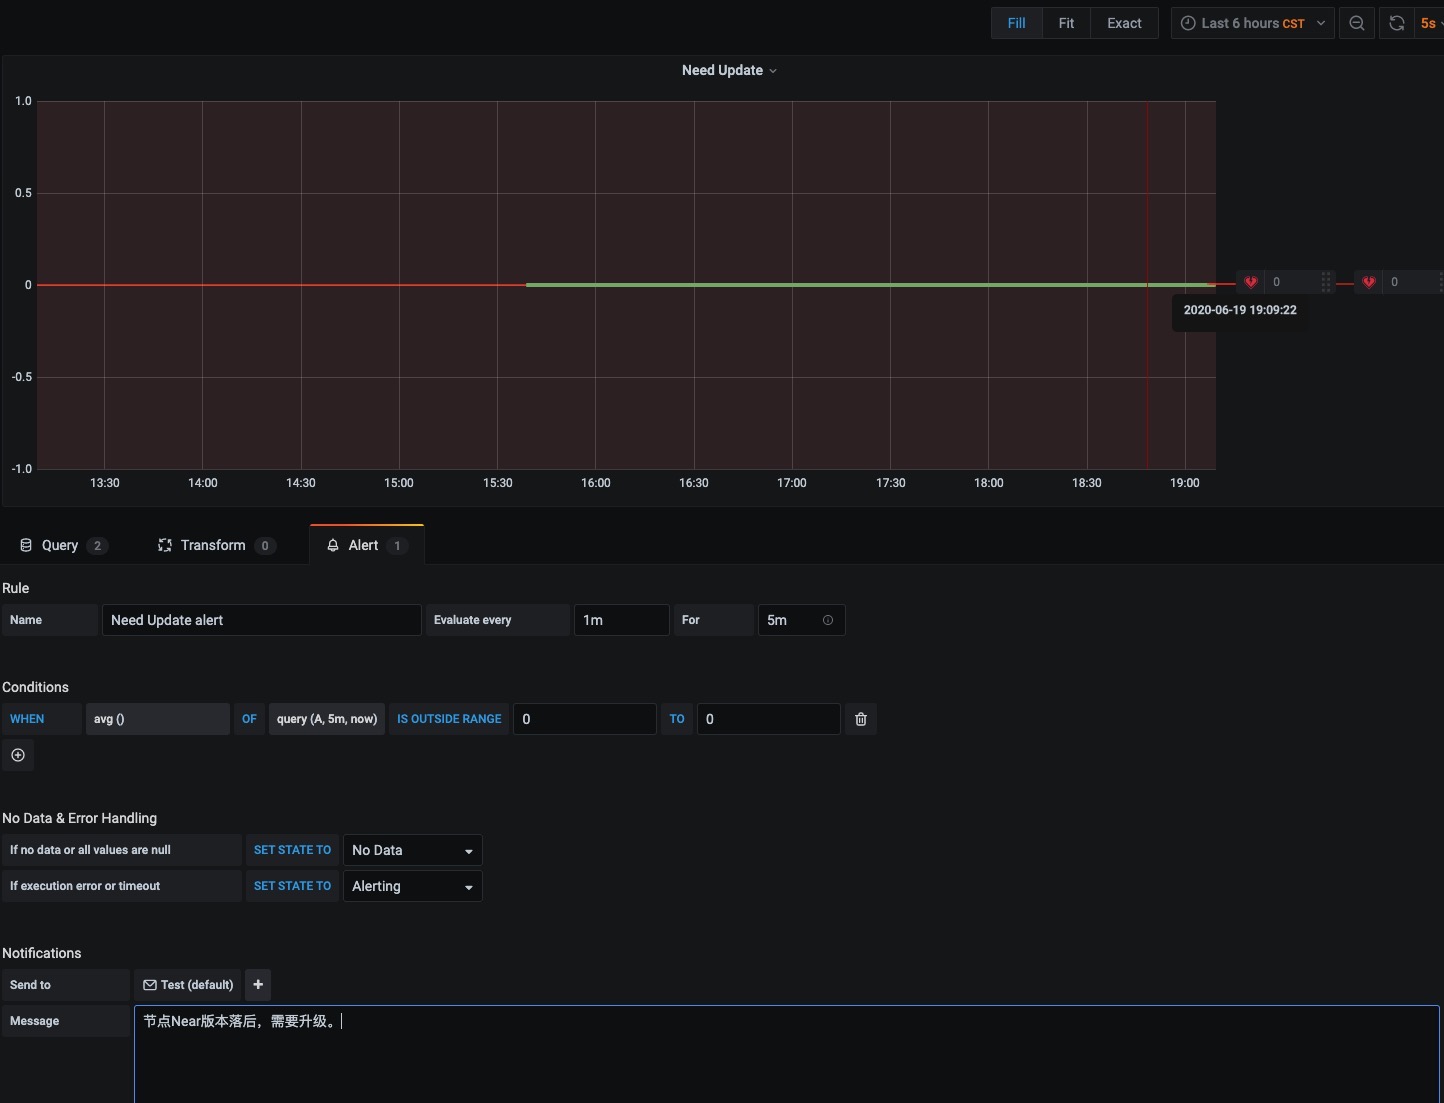 Fill Fit Exact Last 6 hours CST 5s
Need Update
1.0
0.5
0
-0.5
-1.0
0 0
2020-06-19 19:09:22
13:30 14:00 14:30 15:00 15:30 16:00 16:30 17:00 17:30 18:00 18:30 19:00
Query 2 Transform 0 Alert 1
Rule
Name Need Update alert Evaluate every 1m For 5m
Conditions
WHEN avg () OF query (A, 5m, now) IS OUTSIDE RANGE 0 TO 0
No Data & Error Handling
If no data or all values are null SET STATE TO No Data
If execution error or timeout SET STATE TO Alerting
Notifications
Send to Test (default) +
Message 节点Near版本落后，需要升级。